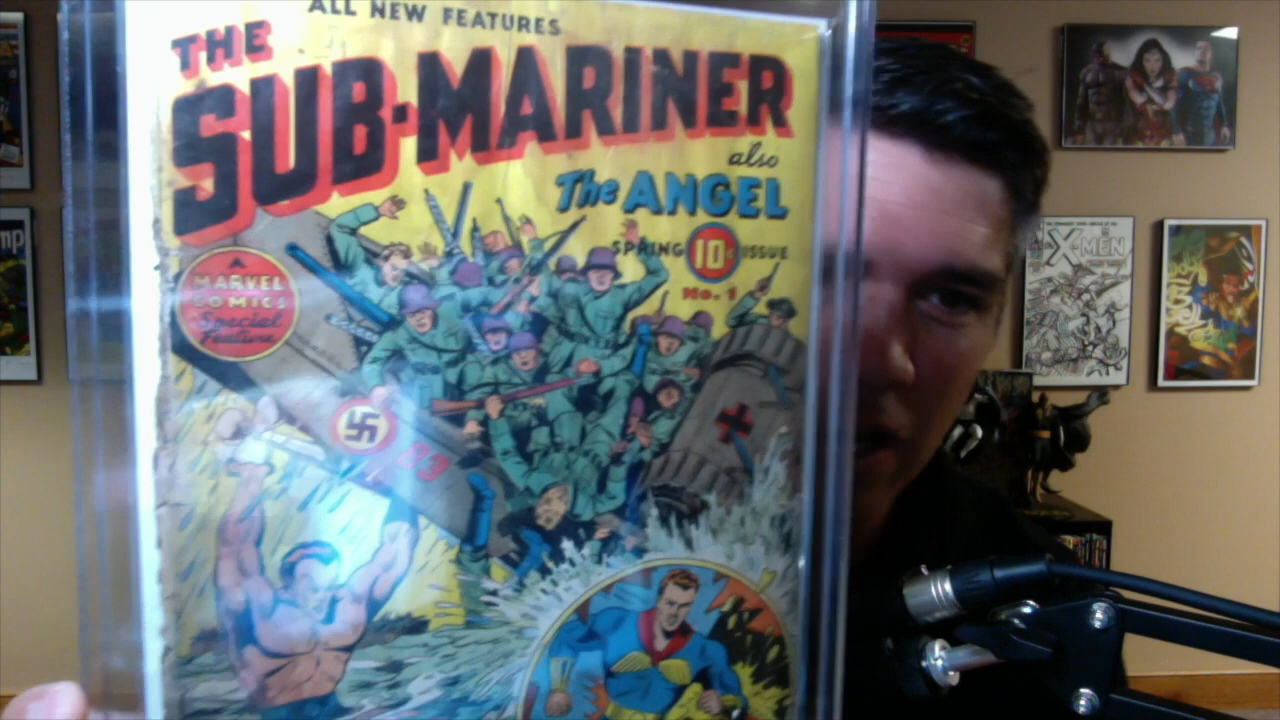 ALL NEW FEATURES
THE
SUB-MARINER
also
The ANGEL
SPRING 10¢ ISSUE
No. 1
MARVEL
COMICS
Special
Feature
33
X-MEN